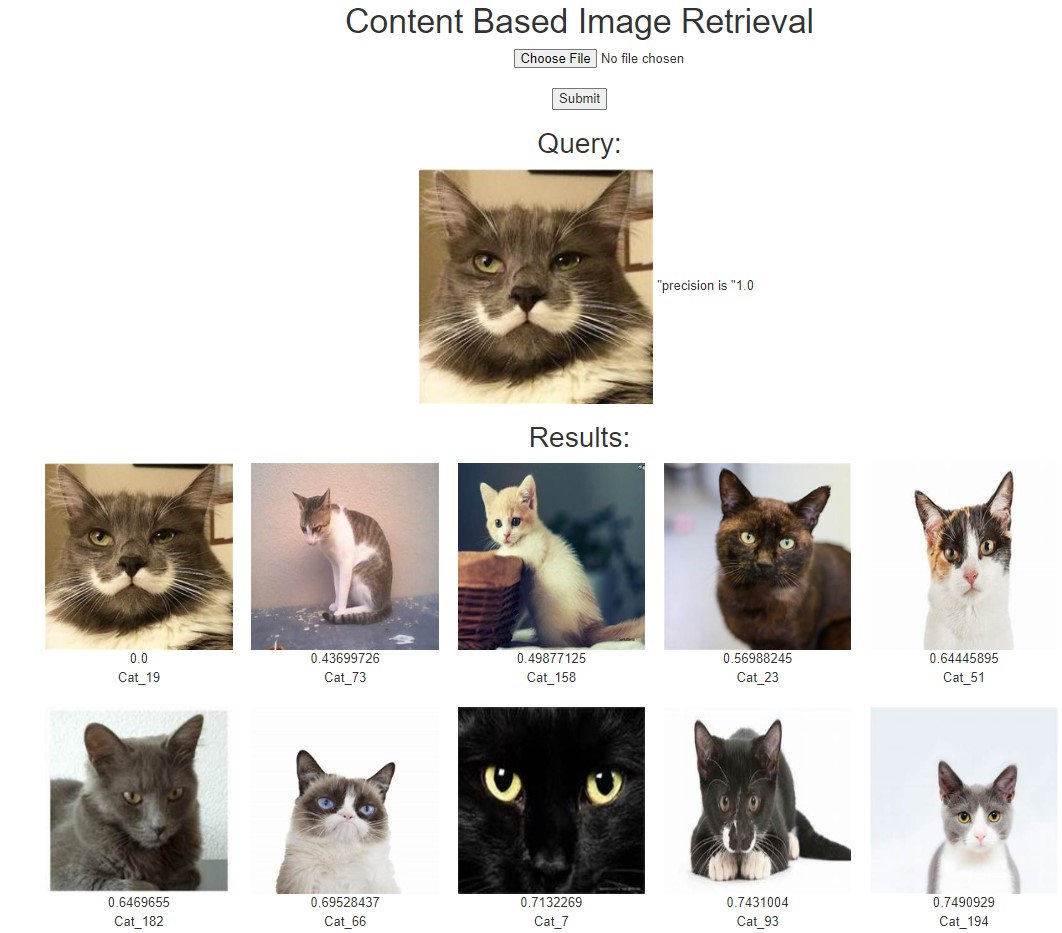 Content Based Image Retrieval
Choose File No file chosen
Submit
Query:
"precision is "1.0
Results:
0.0 0.43699726 0.49877125 0.56988245 0.64445895
Cat_19 Cat_73 Cat_158 Cat_23 Cat_51
0.6469655 0.69528437 0.7132269 0.7431004 0.7490929
Cat_182 Cat_66 Cat_7 Cat_93 Cat_194